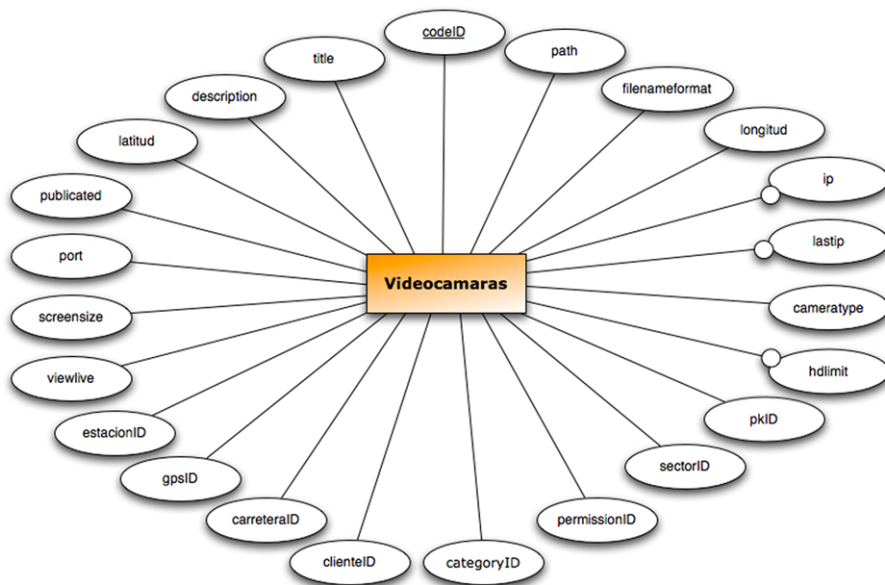 codeID
title
path
description
filenameformat
latitud
longitud
publicated
ip
port
lastip
Videocamaras
screensize
cameratype
viewlive
hdlimit
estacionID
pkID
gpsID
sectorID
carreteraID
permissionID
clienteID
categoryID